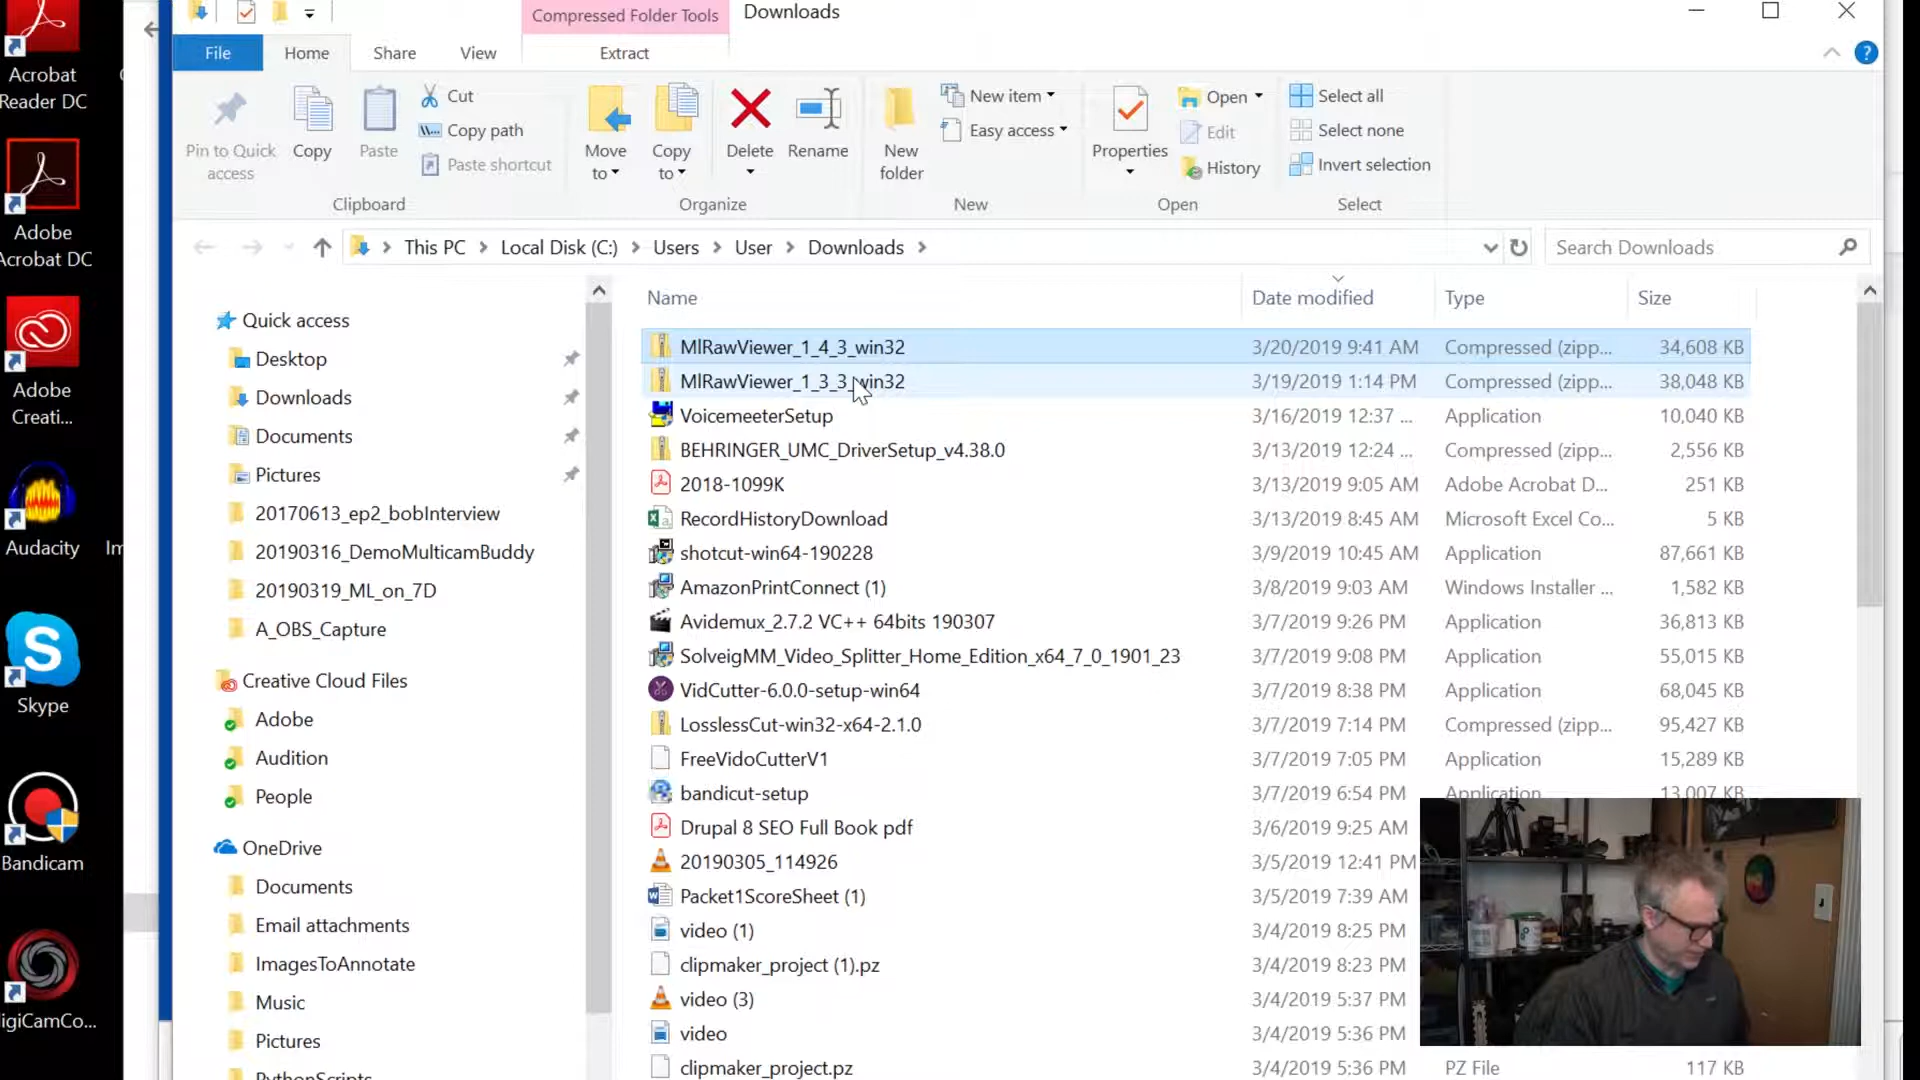 Compressed Folder Tools
Downloads
File
Home
Share
View
Extract
Pin to Quick access
Copy
Paste
Cut
Copy path
Paste shortcut
Clipboard
Move to
Copy to
Delete
Rename
Organize
New folder
New item
Easy access
New
Properties
Open
Edit
History
Open
Select all
Select none
Invert selection
Select
This PC
Local Disk (C:)
Users
User
Downloads
Search Downloads
Acrobat
Reader DC
Adobe
Acrobat DC
Adobe
Creati...
Audacity
Skype
Bandicam
Quick access
Desktop
Downloads
Documents
Pictures
20170613_ep2_bobInterview
20190316_DemoMulticamBuddy
20190319_ML_on_7D
A_OBS_Capture
Creative Cloud Files
Adobe
Audition
People
OneDrive
Documents
Email attachments
ImagesToAnnotate
Music
Pictures
PythonScripts
Name Date modified Type Size
MlRawViewer_1_4_3_win32 3/20/2019 9:41 AM Compressed (zipp... 34,608 KB
MlRawViewer_1_3_3_win32 3/19/2019 1:14 PM Compressed (zipp... 38,048 KB
VoicemeeterSetup 3/16/2019 12:37 ... Application 10,040 KB
BEHRINGER_UMC_DriverSetup_v4.38.0 3/13/2019 12:24 ... Compressed (zipp... 2,556 KB
2018-1099K 3/13/2019 9:05 AM Adobe Acrobat D... 251 KB
RecordHistoryDownload 3/13/2019 8:45 AM Microsoft Excel Co... 5 KB
shotcut-win64-190228 3/9/2019 10:45 AM Application 87,661 KB
AmazonPrintConnect (1) 3/8/2019 9:03 AM Windows Installer ... 1,582 KB
Avidemux_2.7.2 VC++ 64bits 190307 3/7/2019 9:26 PM Application 36,813 KB
SolveigMM_Video_Splitter_Home_Edition_x64_7_0_1901_23 3/7/2019 9:08 PM Application 55,015 KB
VidCutter-6.0.0-setup-win64 3/7/2019 8:38 PM Application 68,045 KB
LosslessCut-win32-x64-2.1.0 3/7/2019 7:14 PM Compressed (zipp... 95,427 KB
FreeVidoCutterV1 3/7/2019 7:05 PM Application 15,289 KB
bandicut-setup 3/7/2019 6:54 PM Application 13,007 KB
Drupal 8 SEO Full Book pdf 3/6/2019 9:25 AM
20190305_114926 3/5/2019 12:41 PM
Packet1ScoreSheet (1) 3/5/2019 7:39 AM
video (1) 3/4/2019 8:25 PM
clipmaker_project (1).pz 3/4/2019 8:23 PM
video (3) 3/4/2019 5:37 PM
video 3/4/2019 5:36 PM
clipmaker_project.pz 3/4/2019 5:36 PM PZ File 117 KB